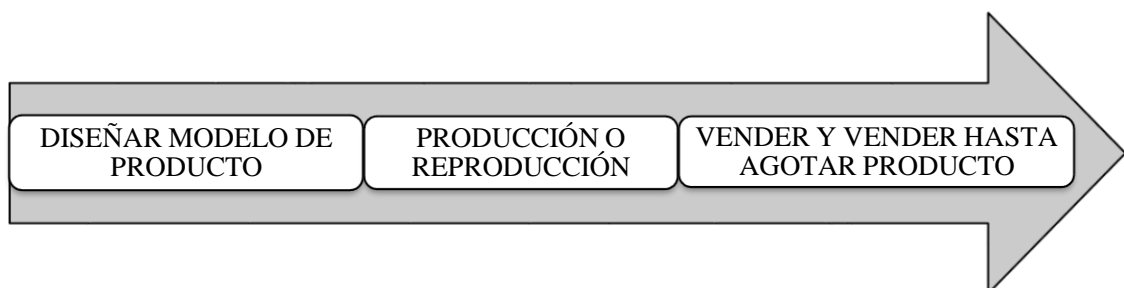 DISEÑAR MODELO DE
PRODUCTO
PRODUCCIÓN O
REPRODUCCIÓN
VENDER Y VENDER HASTA
AGOTAR PRODUCTO